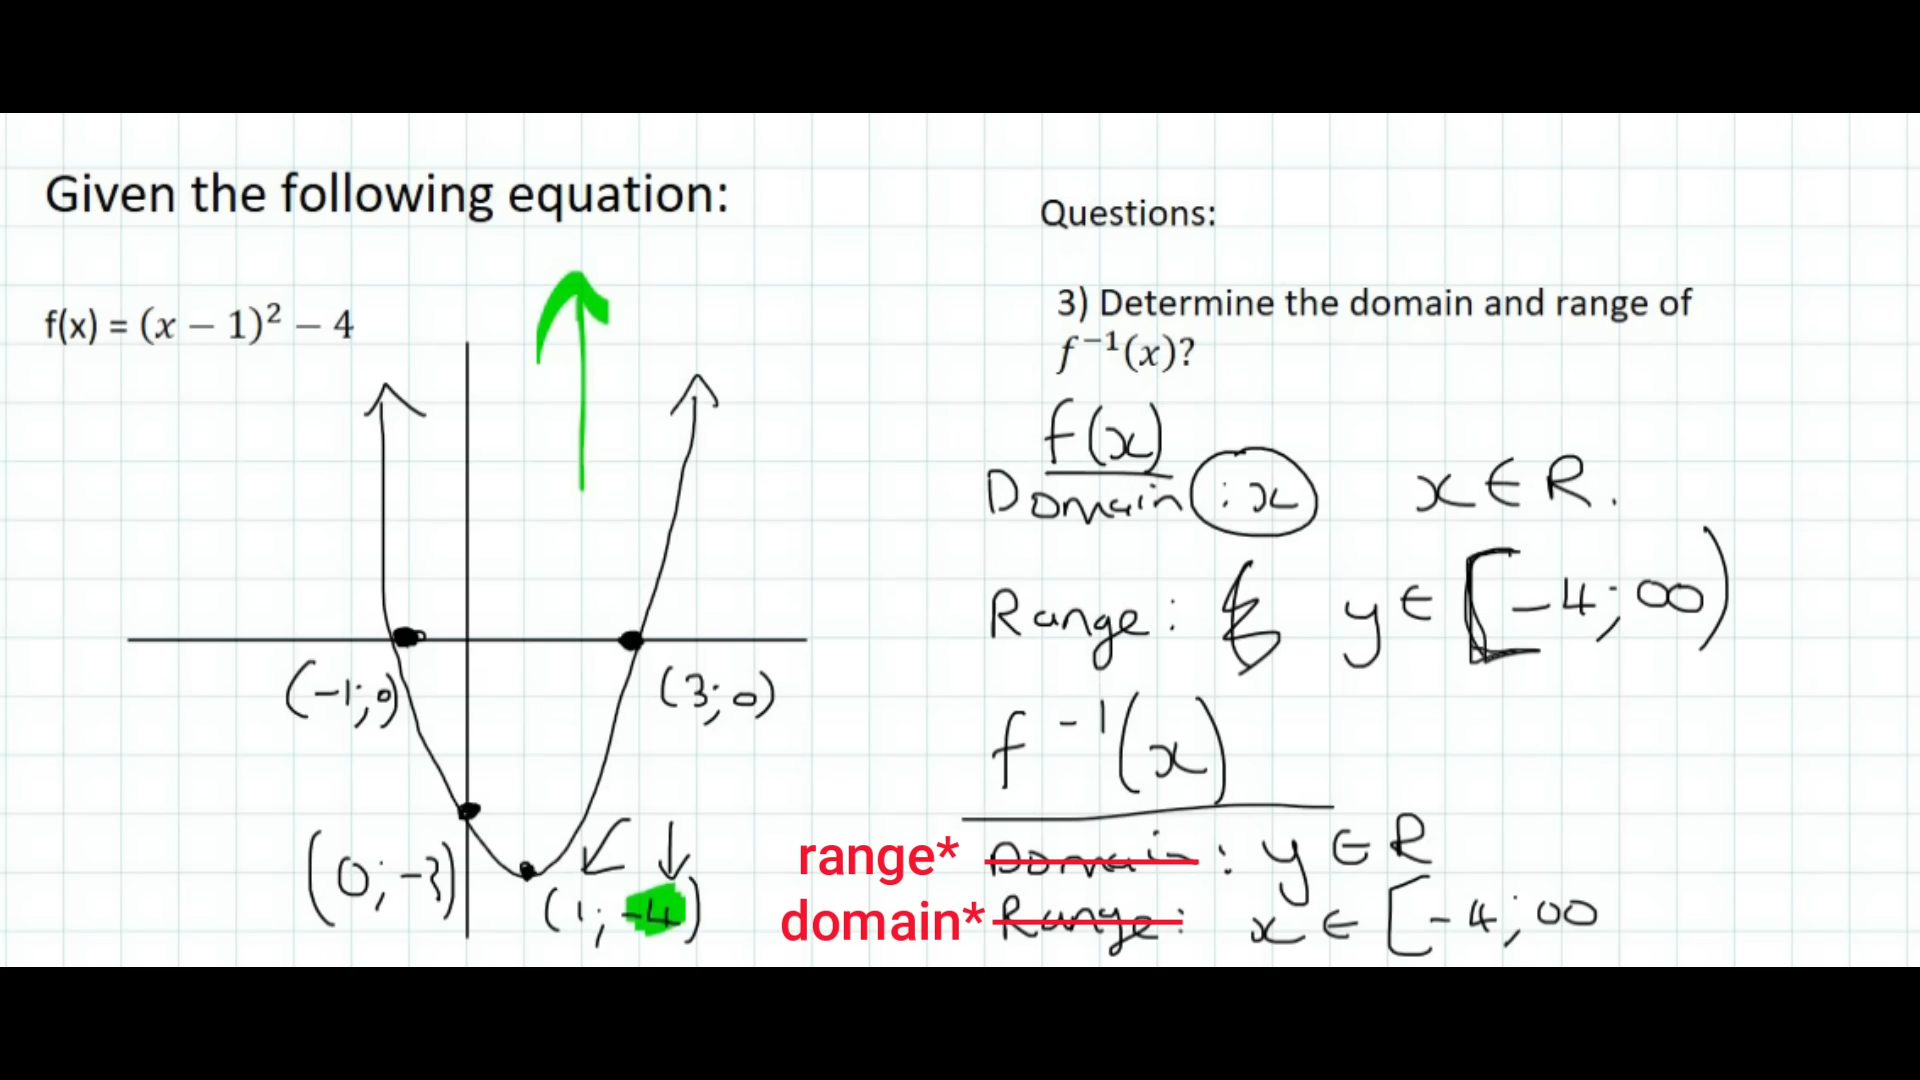 Given the following equation:
f(x) = (x − 1)² − 4
(-1;0)
(3;0)
(0;-3)
(1;-4)
Questions:
3) Determine the domain and range of
f⁻¹(x)?
f(x)
Domain : x x ∈ R.
Range: y ∈ [-4; ∞)
f⁻¹(x)
range* Domain: y ∈ R
domain* Range: x ∈ [-4; ∞